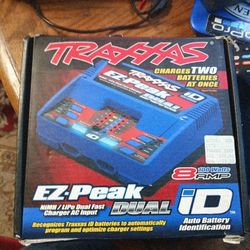 TRAXXAS
CHARGES TWO
BATTERIES
AT ONCE
EZ-Peak
iD
100 Watts
8 AMP
EZ-Peak
DUAL
NiMH / LiPo Dual Fast
Charger AC Input
iD
Auto Battery
Identification
Recognizes Traxxas iD batteries to automatically
program and optimize charger settings